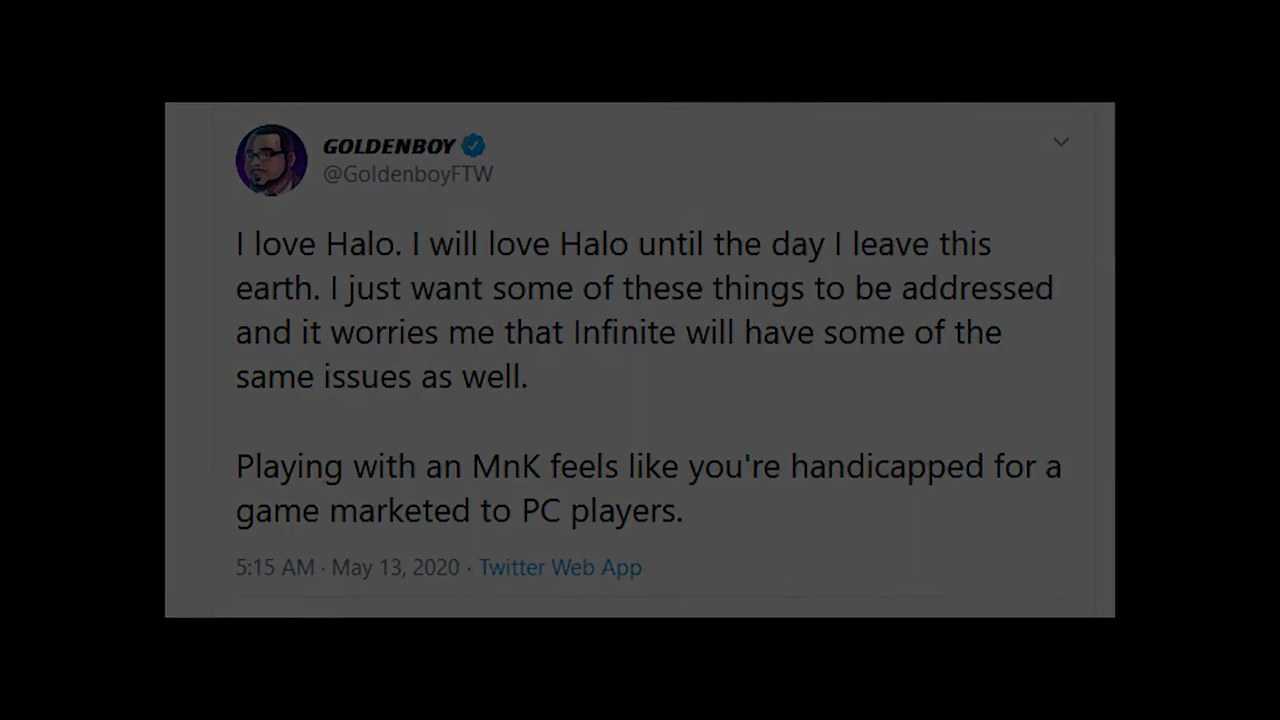 GOLDENBOY
@GoldenboyFTW
I love Halo. I will love Halo until the day I leave this
earth. I just want some of these things to be addressed
and it worries me that Infinite will have some of the
same issues as well.
Playing with an MnK feels like you're handicapped for a
game marketed to PC players.
5:15 AM · May 13, 2020 · Twitter Web App